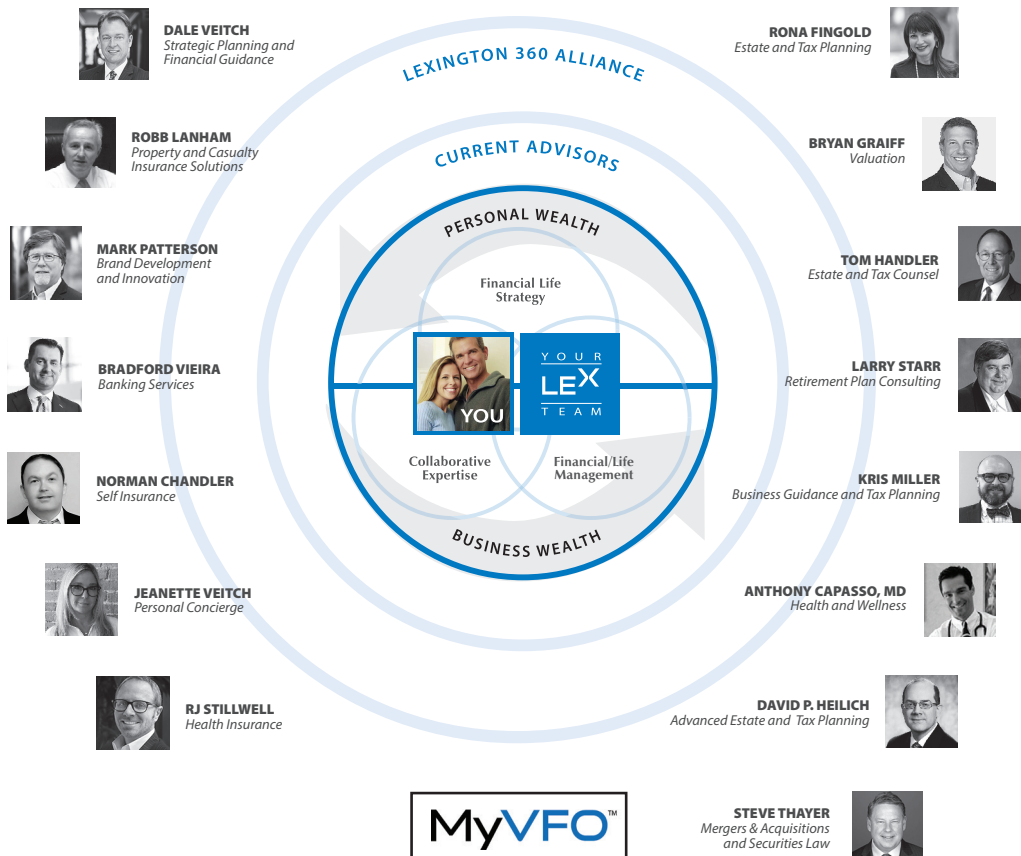 DALE VEITCH
Strategic Planning and
Financial Guidance
ROBB LANHAM
Property and Casualty
Insurance Solutions
MARK PATTERSON
Brand Development
and Innovation
BRADFORD VIEIRA
Banking Services
NORMAN CHANDLER
Self Insurance
JEANETTE VEITCH
Personal Concierge
RJ STILLWELL
Health Insurance
LEXINGTON 360 ALLIANCE
CURRENT ADVISORS
PERSONAL WEALTH
Financial Life
Strategy
YOU
YOUR
LEX
TEAM
Collaborative
Expertise
Financial/Life
Management
BUSINESS WEALTH
MyVFO™
RONA FINGOLD
Estate and Tax Planning
BRYAN GRAIFF
Valuation
TOM HANDLER
Estate and Tax Counsel
LARRY STARR
Retirement Plan Consulting
KRIS MILLER
Business Guidance and Tax Planning
ANTHONY CAPASSO, MD
Health and Wellness
DAVID P. HEILICH
Advanced Estate and Tax Planning
STEVE THAYER
Mergers & Acquisitions
and Securities Law